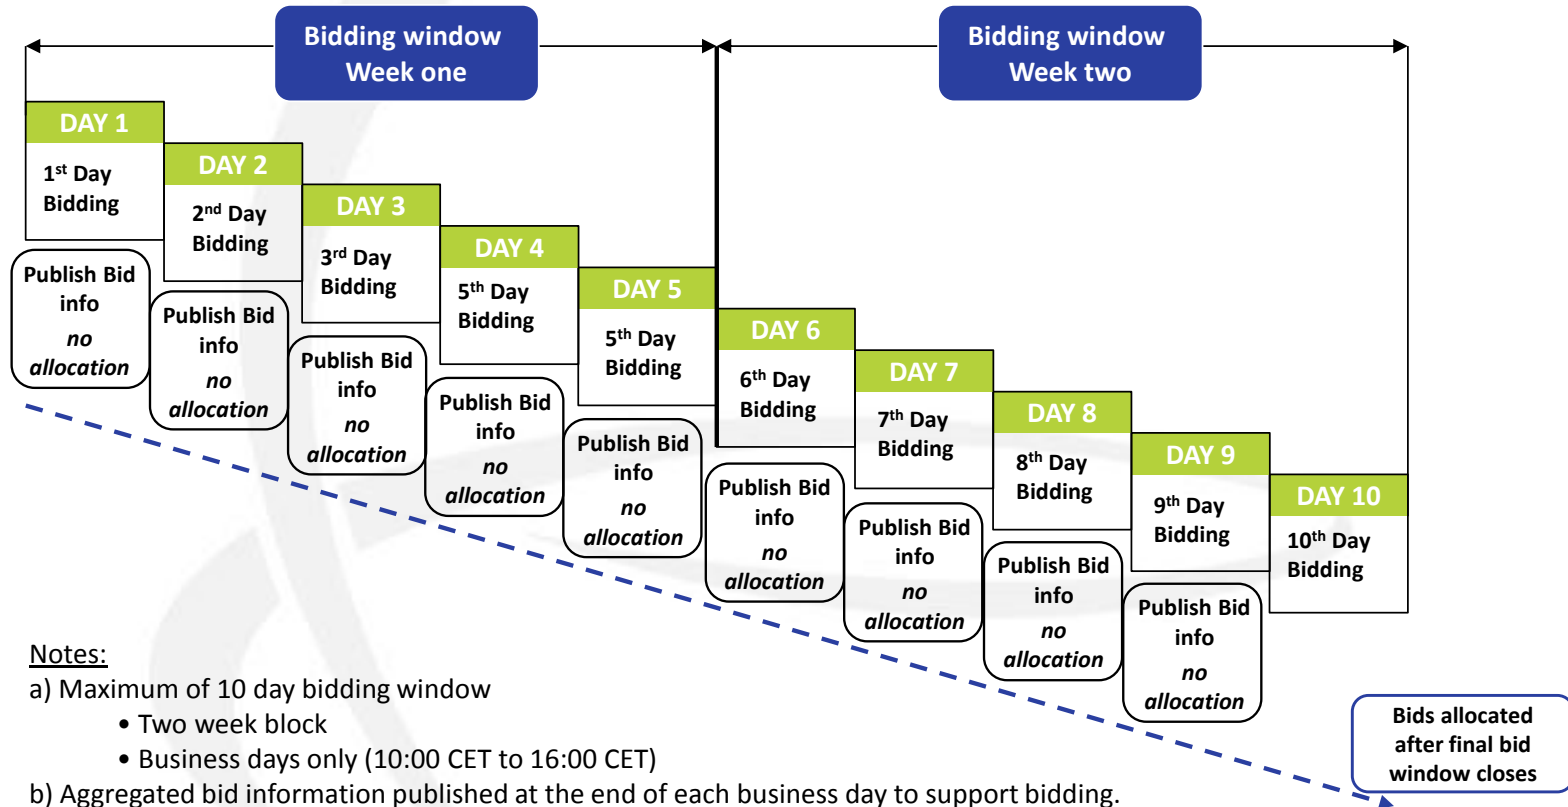 Bidding window
Week one
Bidding window
Week two
DAY 1
1st Day
Bidding
Publish Bid
info
no
allocation
DAY 2
2nd Day
Bidding
Publish Bid
info
no
allocation
DAY 3
3rd Day
Bidding
Publish Bid
info
no
allocation
DAY 4
5th Day
Bidding
Publish Bid
info
no
allocation
DAY 5
5th Day
Bidding
Publish Bid
info
no
allocation
DAY 6
6th Day
Bidding
Publish Bid
info
no
allocation
DAY 7
7th Day
Bidding
Publish Bid
info
no
allocation
DAY 8
8th Day
Bidding
Publish Bid
info
no
allocation
DAY 9
9th Day
Bidding
Publish Bid
info
no
allocation
DAY 10
10th Day
Bidding
Bids allocated
after final bid
window closes
Notes:
a) Maximum of 10 day bidding window
• Two week block
• Business days only (10:00 CET to 16:00 CET)
b) Aggregated bid information published at the end of each business day to support bidding.